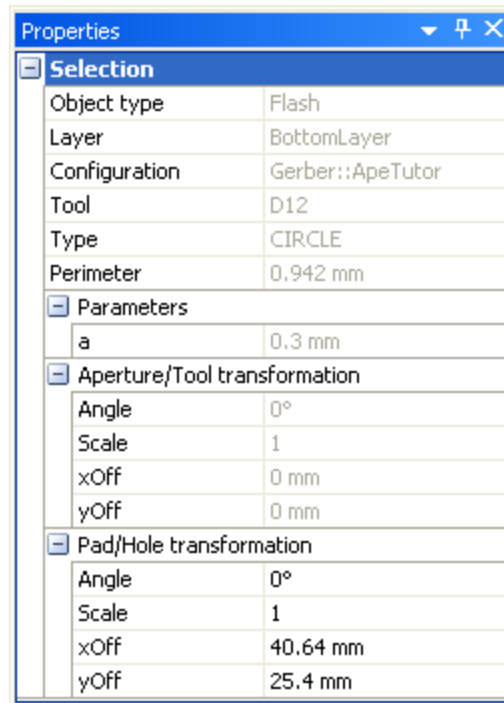 Properties
Selection
Object type Flash
Layer BottomLayer
Configuration Gerber::ApeTutor
Tool D12
Type CIRCLE
Perimeter 0.942 mm
Parameters
a 0.3 mm
Aperture/Tool transformation
Angle 0°
Scale 1
xOff 0 mm
yOff 0 mm
Pad/Hole transformation
Angle 0°
Scale 1
xOff 40.64 mm
yOff 25.4 mm